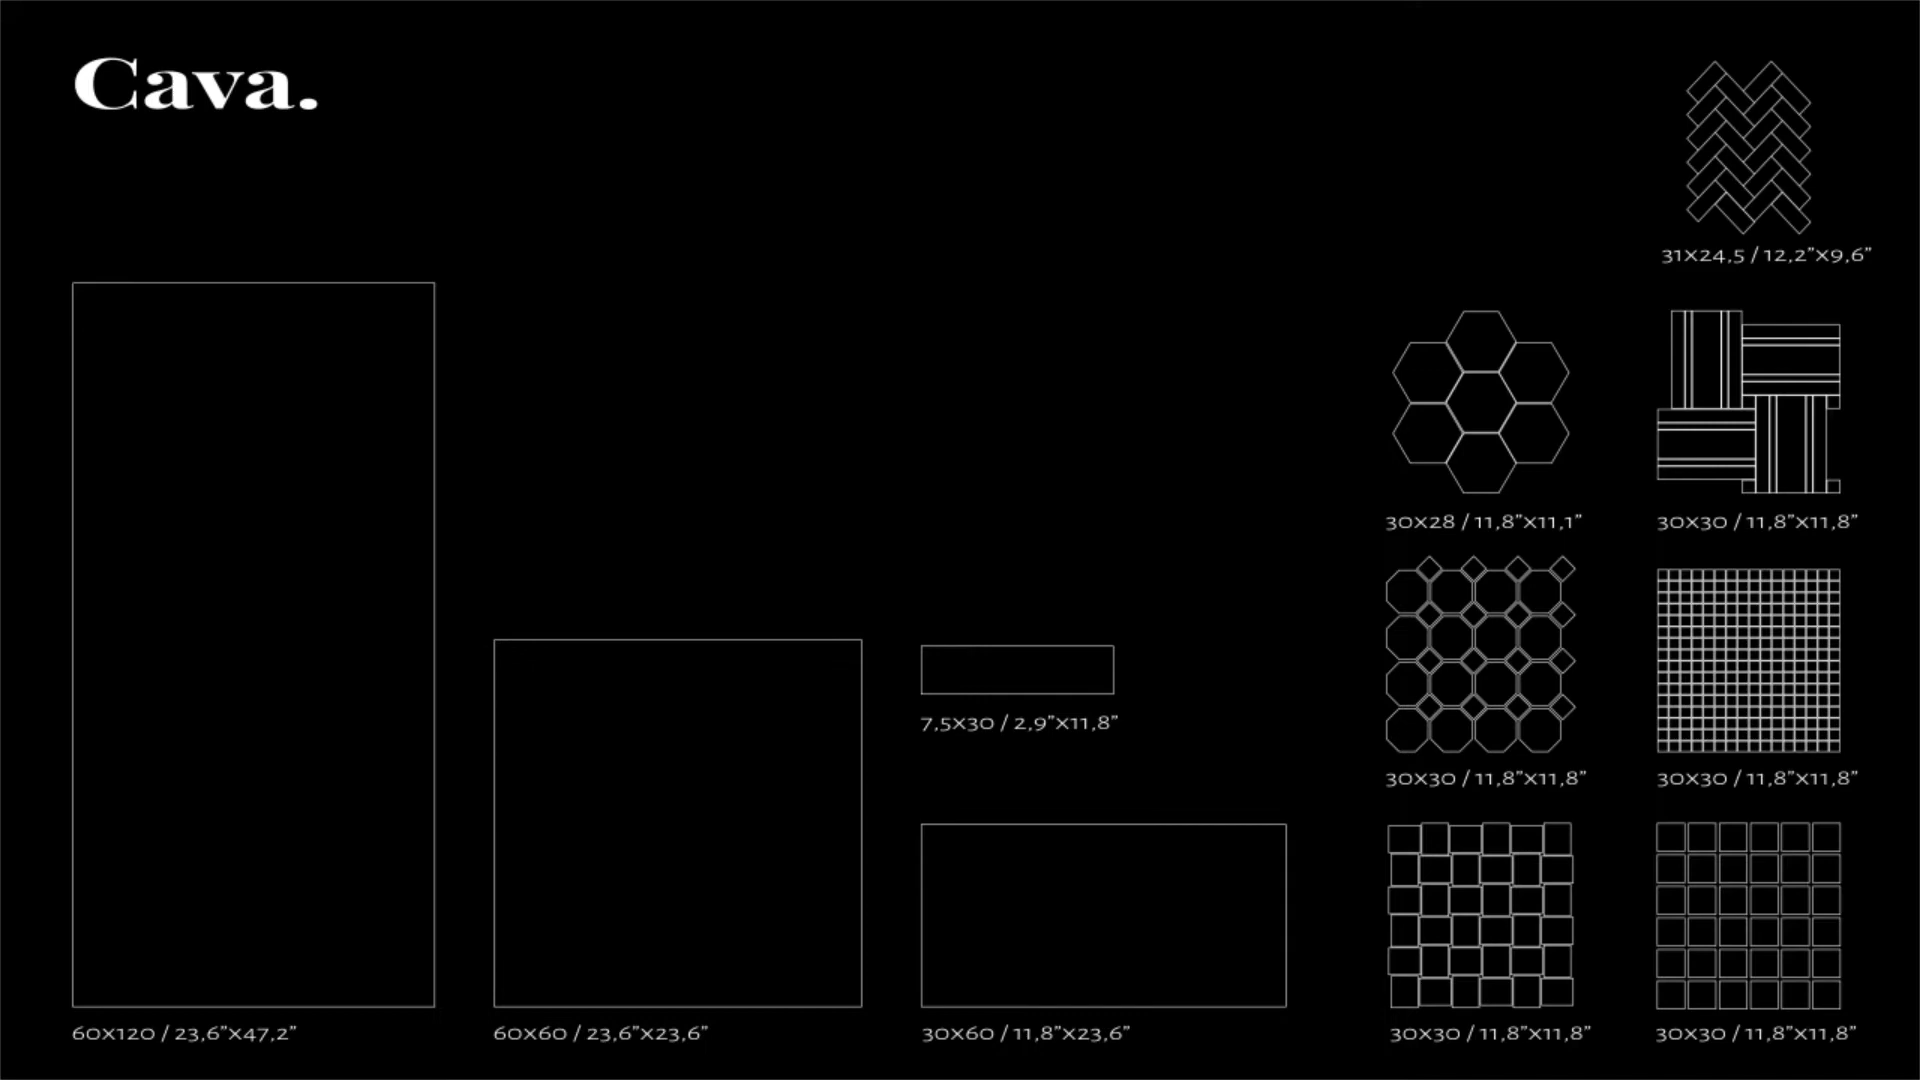 Cava.
31X24,5 / 12,2”X9,6”
30X28 / 11,8”X11,1”
30X30 / 11,8”X11,8”
7,5X30 / 2,9”X11,8”
30X30 / 11,8”X11,8”
30X30 / 11,8”X11,8”
60X120 / 23,6”X47,2”
60X60 / 23,6”X23,6”
30X60 / 11,8”X23,6”
30X30 / 11,8”X11,8”
30X30 / 11,8”X11,8”